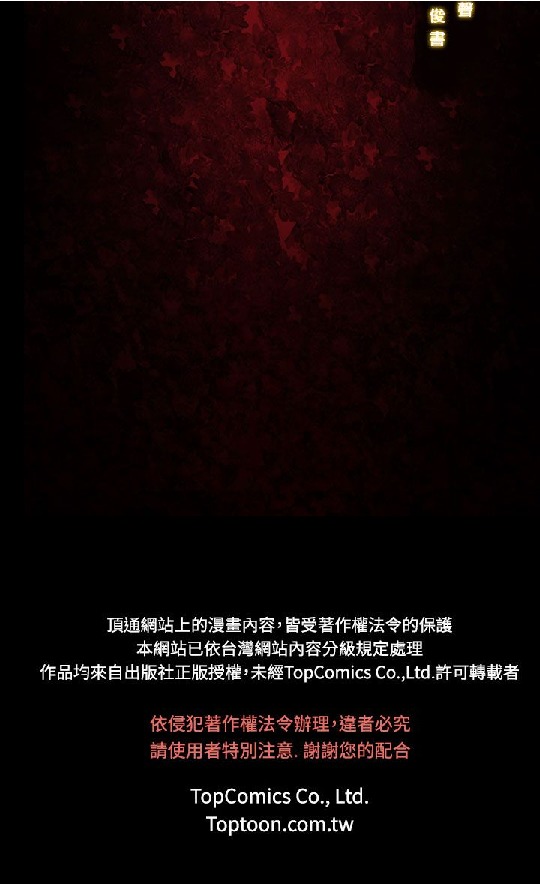 聲
俊書
頂通網站上的漫畫內容,皆受著作權法令的保護
本網站已依台灣網站內容分級規定處理
作品均來自出版社正版授權,未經TopComics Co.,Ltd.許可轉載者
依侵犯著作權法令辦理,違者必究
請使用者特別注意. 謝謝您的配合
TopComics Co., Ltd.
Toptoon.com.tw